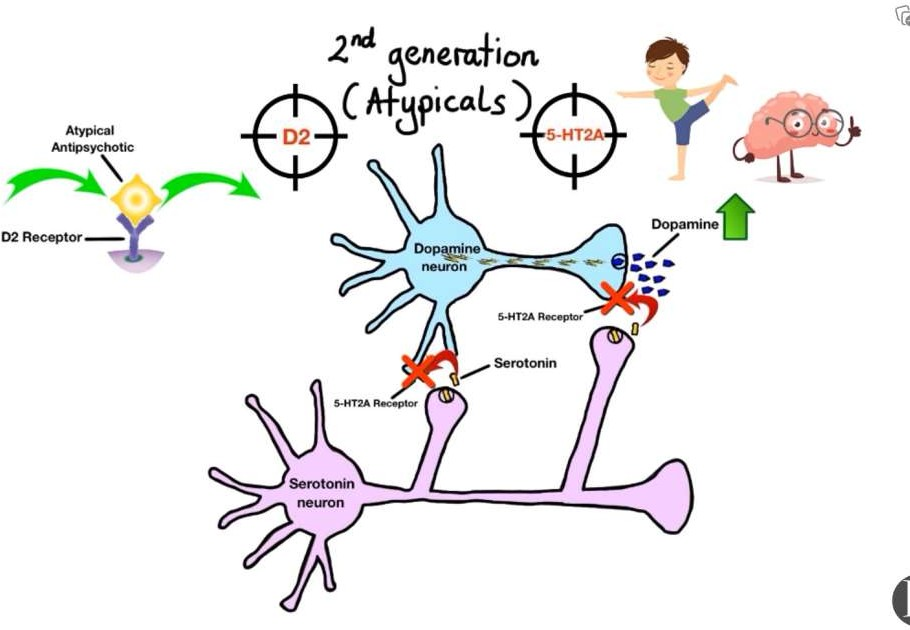 2nd generation
(Atypicals)
D2
5-HT2A
Atypical
Antipsychotic
D2 Receptor
Dopamine
neuron
Dopamine
5-HT2A Receptor
Serotonin
5-HT2A Receptor
Serotonin
neuron